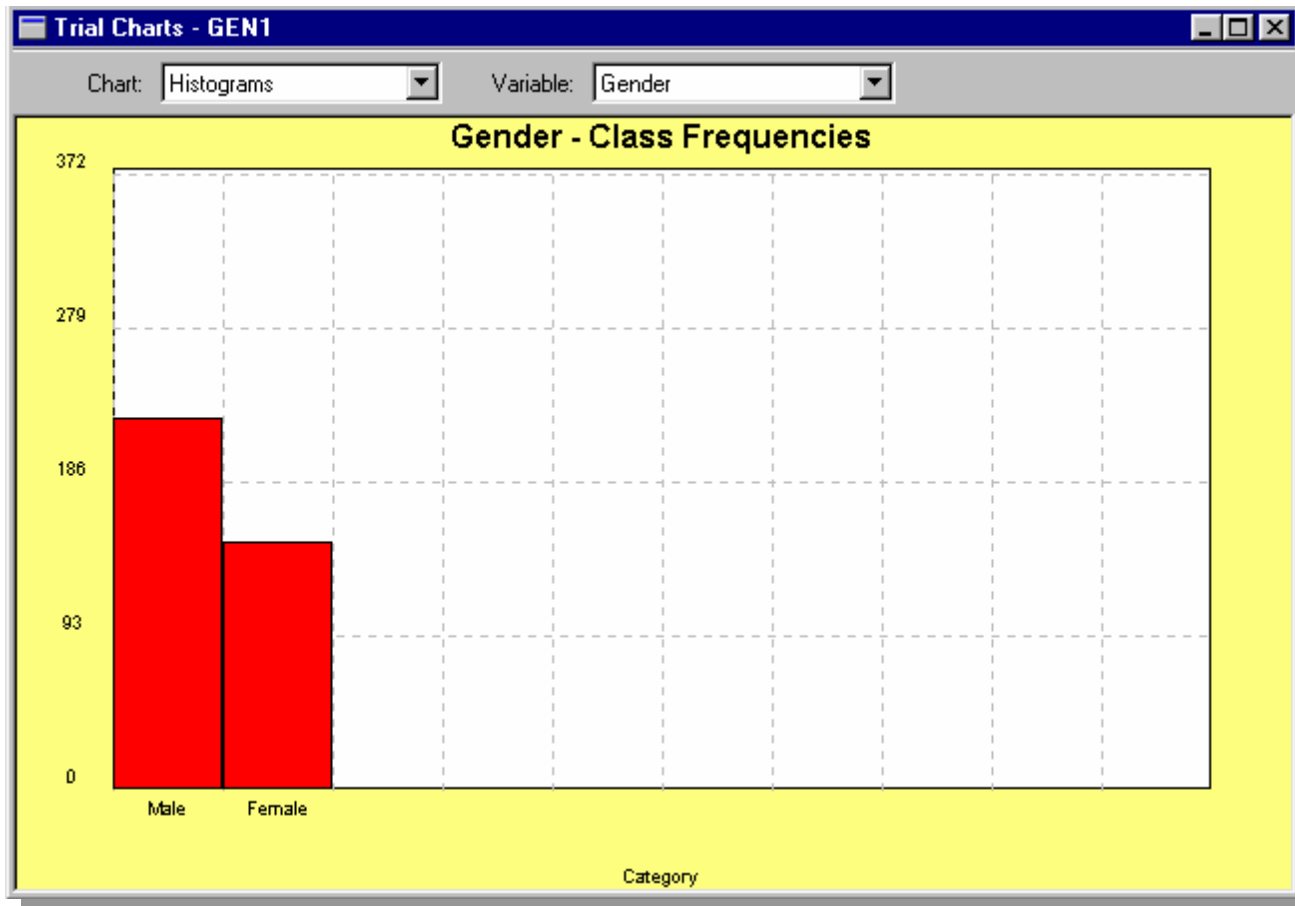 Trial Charts - GEN1
Chart: Histograms Variable: Gender
Gender - Class Frequencies
372
279
186
93
0
Male Female
Category